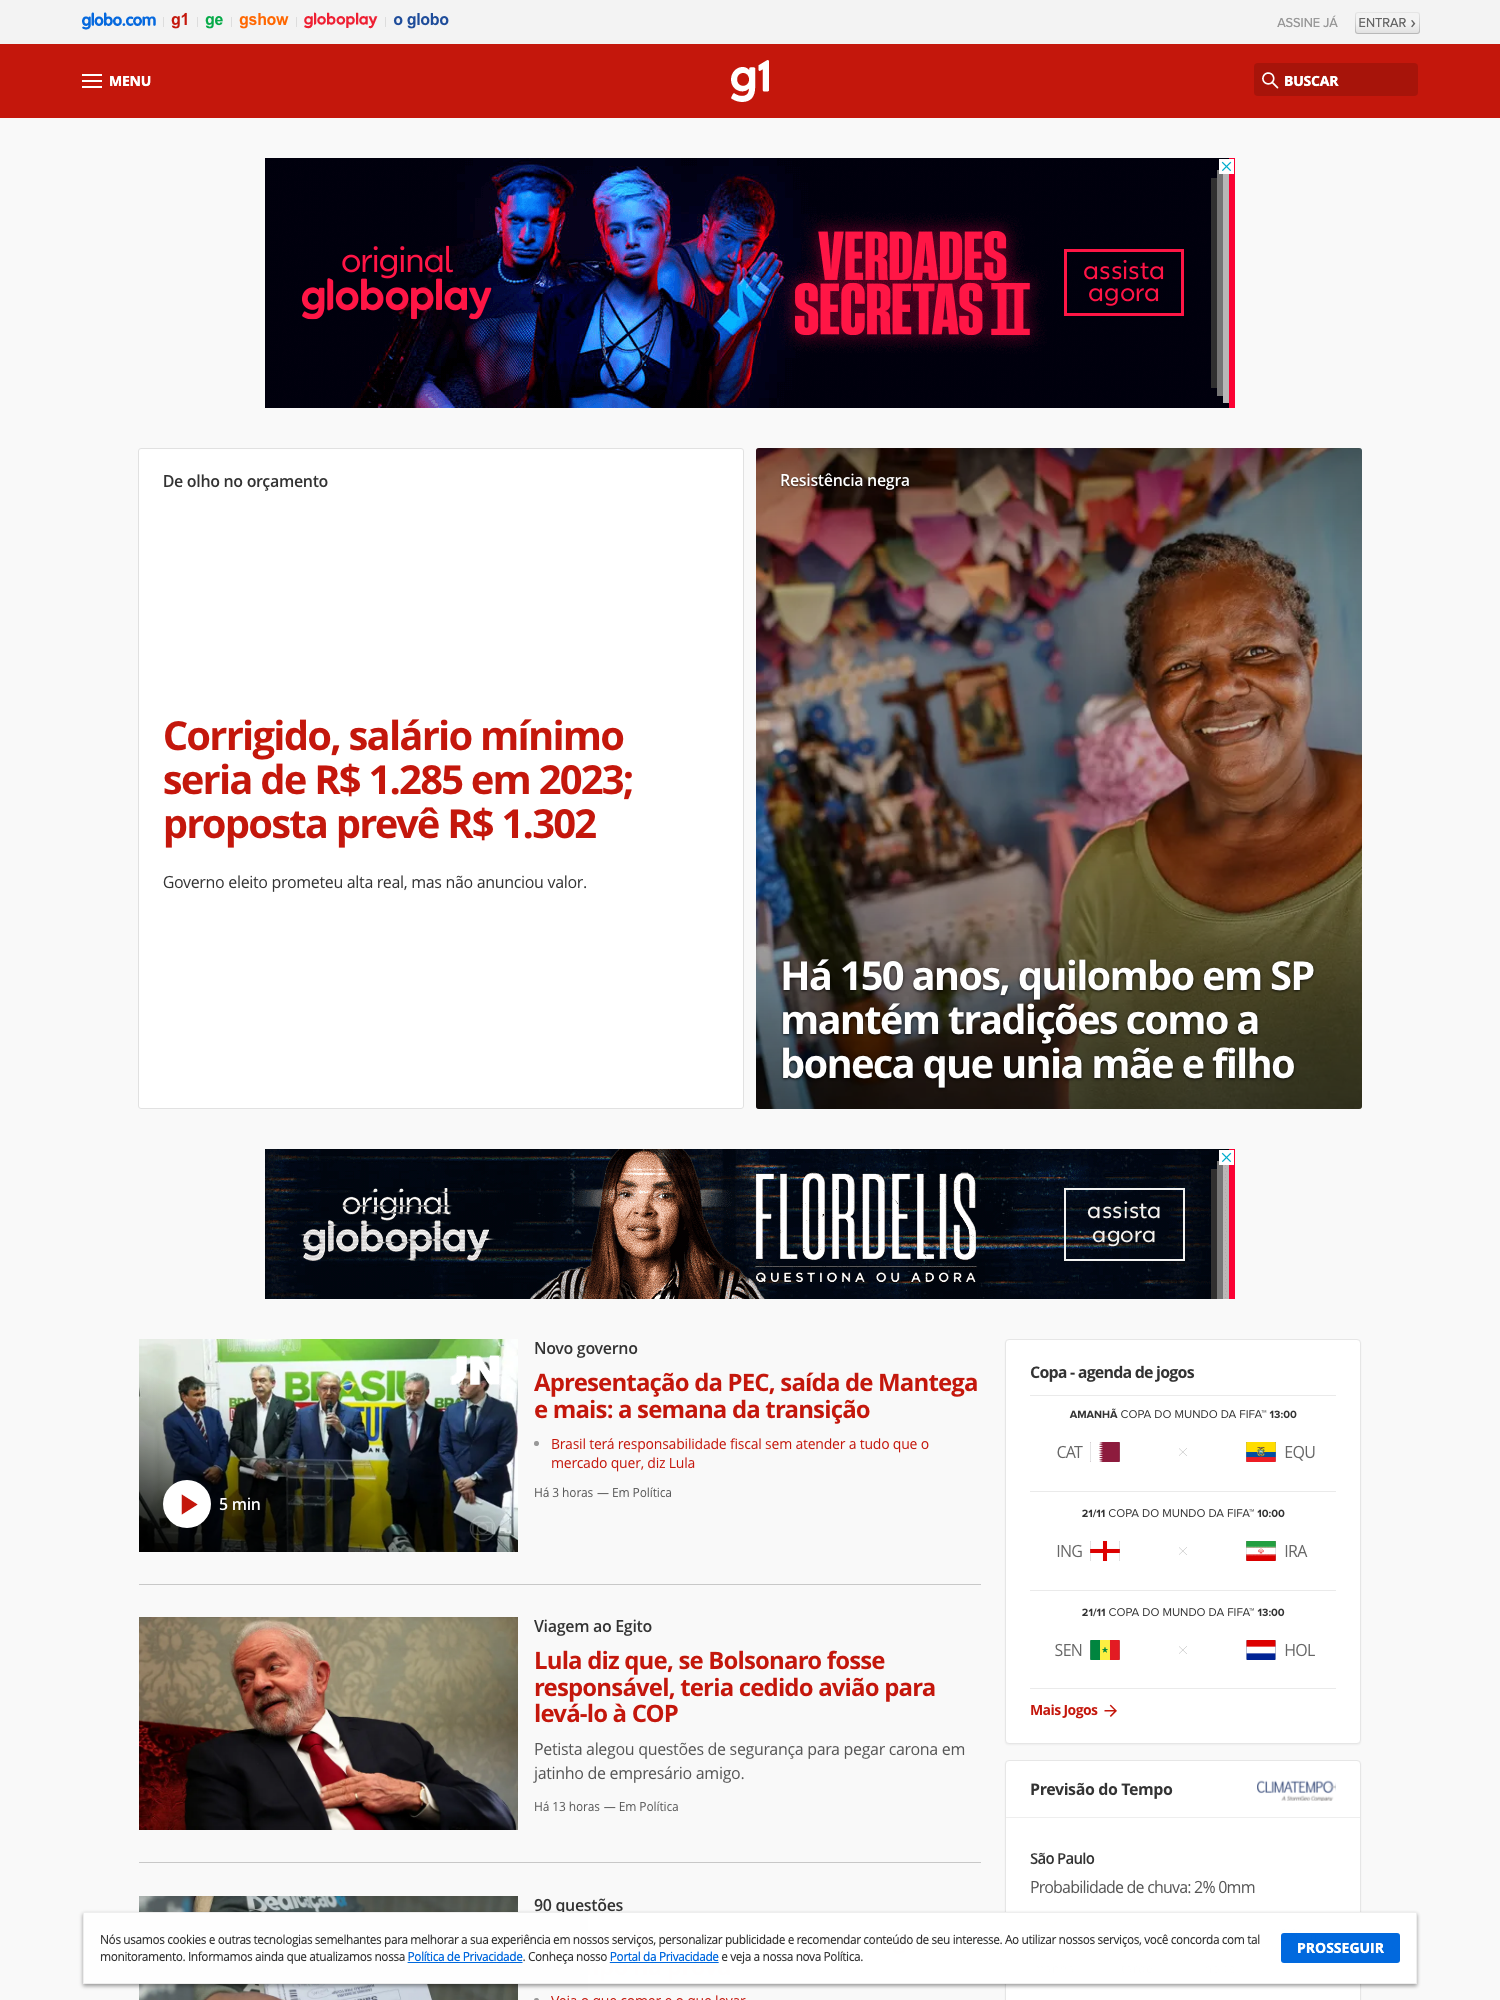 globo.com g1 ge gshow globoplay o globo
ASSINE JÁ ENTRAR ›
MENU
g1
BUSCAR
original
globoplay
VERDADES
SECRETAS II
assista
agora
De olho no orçamento
Corrigido, salário mínimo
seria de R$ 1.285 em 2023;
proposta prevê R$ 1.302
Governo eleito prometeu alta real, mas não anunciou valor.
Resistência negra
Há 150 anos, quilombo em SP
mantém tradições como a
boneca que unia mãe e filho
original
globoplay
FLORDELIS
QUESTIONA OU ADORA
assista
agora
BRASIL
JN
5 min
Novo governo
Apresentação da PEC, saída de Mantega
e mais: a semana da transição
Brasil terá responsabilidade fiscal sem atender a tudo que o
mercado quer, diz Lula
Há 3 horas — Em Política
Viagem ao Egito
Lula diz que, se Bolsonaro fosse
responsável, teria cedido avião para
levá-lo à COP
Petista alegou questões de segurança para pegar carona em
jatinho de empresário amigo.
Há 13 horas — Em Política
Dedicação
90 questões
Veja o que comer e o que levar
Copa - agenda de jogos
AMANHÃ COPA DO MUNDO DA FIFA™ 13:00
CAT × EQU
21/11 COPA DO MUNDO DA FIFA™ 10:00
ING × IRA
21/11 COPA DO MUNDO DA FIFA™ 13:00
SEN × HOL
Mais Jogos →
Previsão do Tempo
CLIMATEMPO
A StormGeo Company
São Paulo
Probabilidade de chuva: 2% 0mm
Nós usamos cookies e outras tecnologias semelhantes para melhorar a sua experiência em nossos serviços, personalizar publicidade e recomendar conteúdo de seu interesse. Ao utilizar nossos serviços, você concorda com tal
monitoramento. Informamos ainda que atualizamos nossa Política de Privacidade. Conheça nosso Portal da Privacidade e veja a nossa nova Política.
PROSSEGUIR